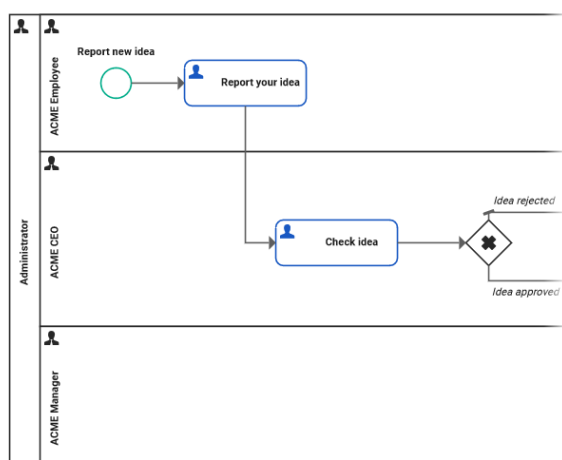 Report new idea
Report your idea
ACME Employee
Administrator
ACME CEO
Check idea
Idea rejected
Idea approved
ACME Manager